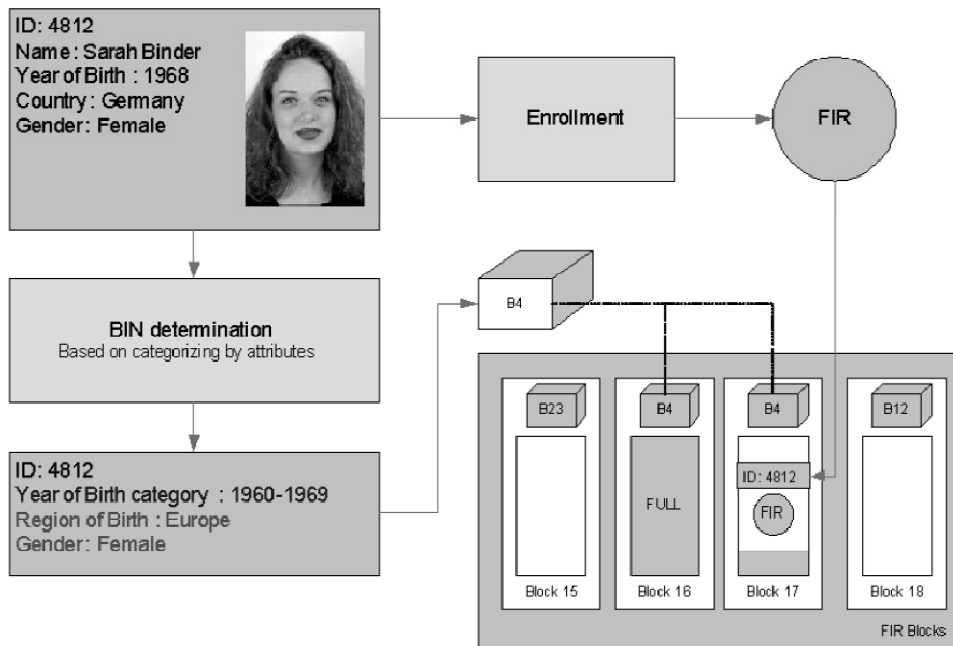 ID: 4812
Name : Sarah Binder
Year of Birth : 1968
Country : Germany
Gender: Female
Enrollment
FIR
BIN determination
Based on categorizing by attributes
B4
ID: 4812
Year of Birth category : 1960-1969
Region of Birth : Europe
Gender: Female
B23
B4
B4
B12
ID: 4812
FULL
FIR
Block 15
Block 16
Block 17
Block 18
FIR Blocks